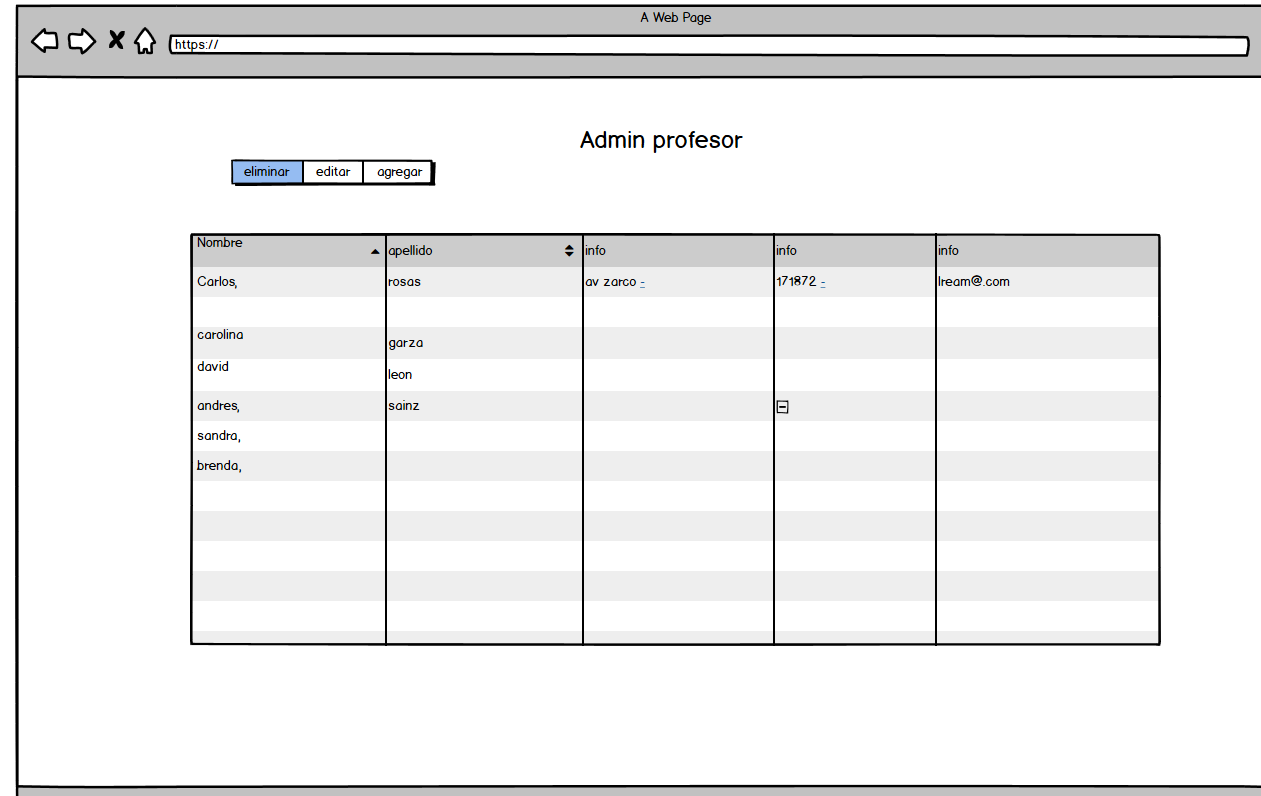 A Web Page
https://
Admin profesor
eliminar editar agregar
Nombre apellido info info info
Carlos, rosas av zarco - 171872 - lream@.com
carolina garza
david leon
andres, sainz
sandra,
brenda,